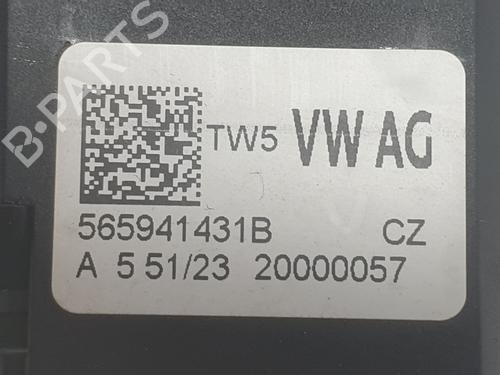 B-PARTS
TW5 VW AG
565941431B CZ
A 5 51/23 20000057